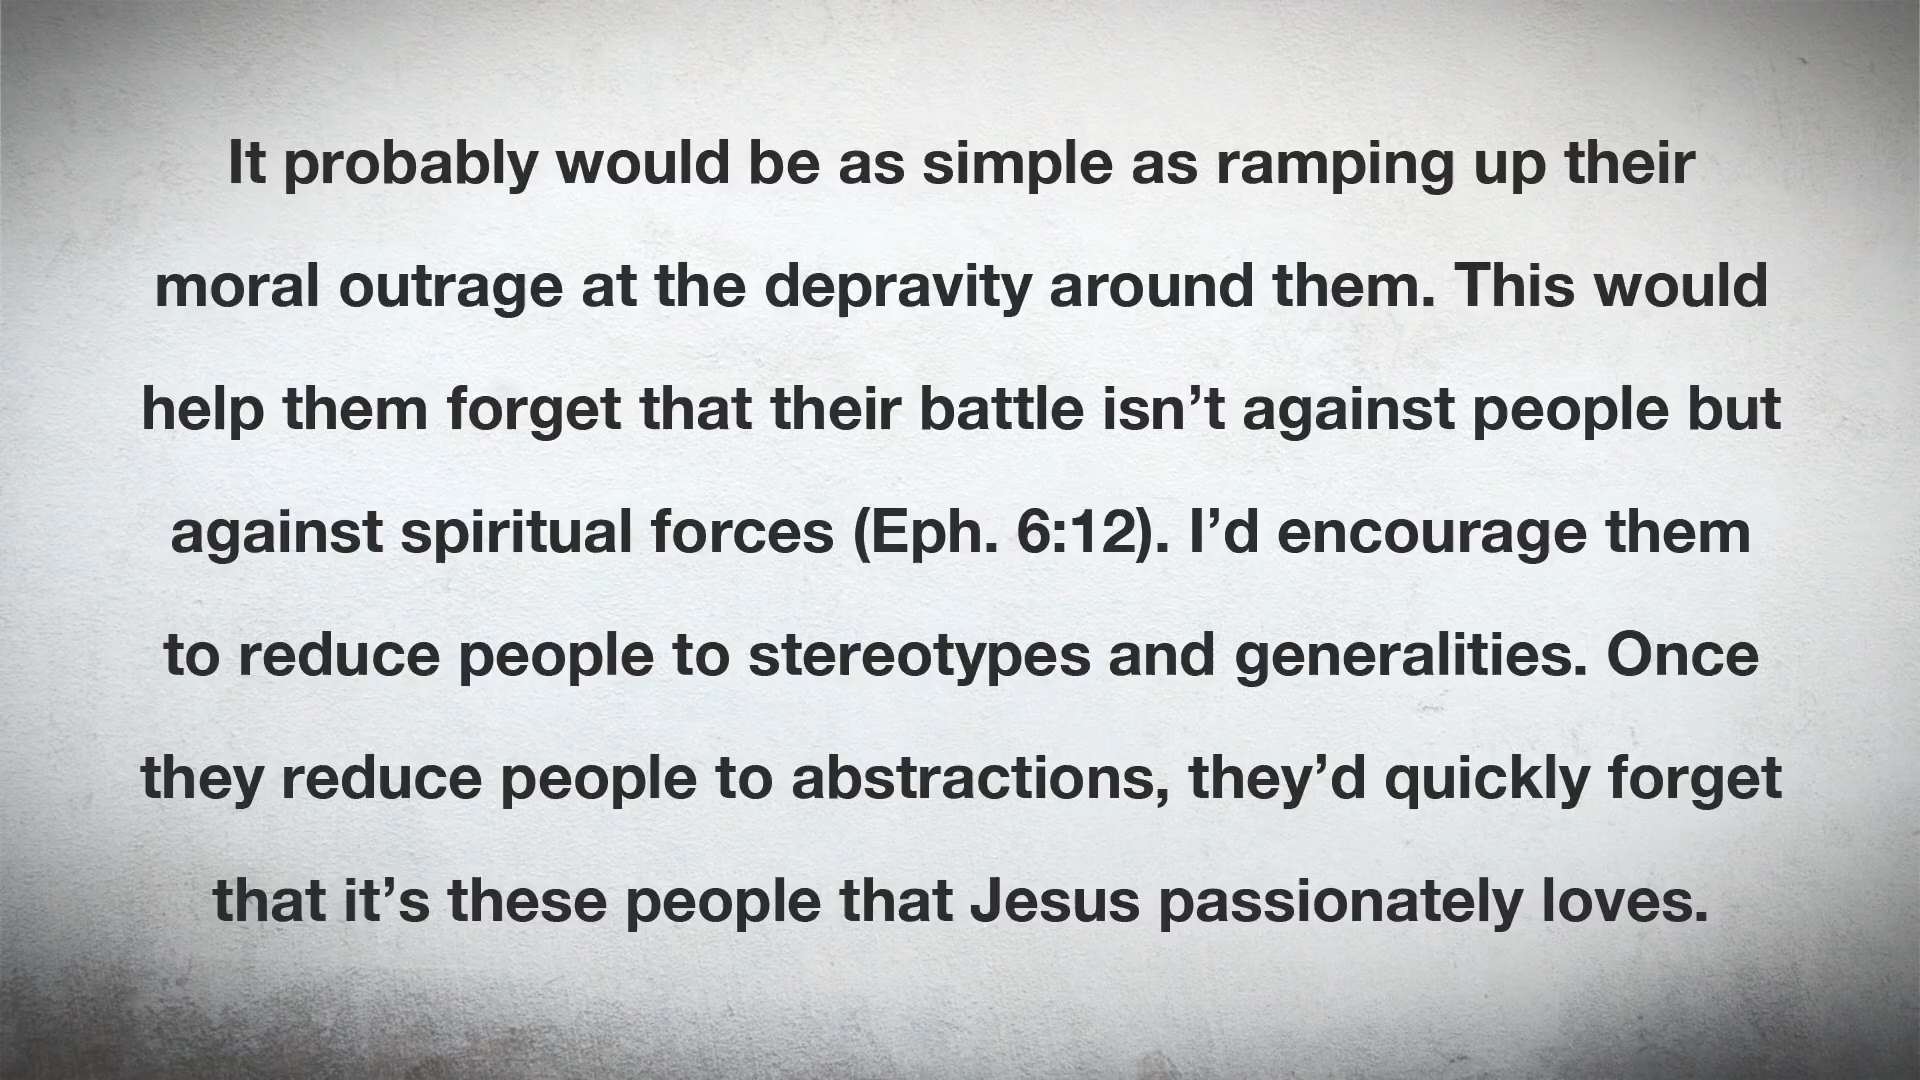 It probably would be as simple as ramping up their
moral outrage at the depravity around them. This would
help them forget that their battle isn’t against people but
against spiritual forces (Eph. 6:12). I’d encourage them
to reduce people to stereotypes and generalities. Once
they reduce people to abstractions, they’d quickly forget
that it’s these people that Jesus passionately loves.